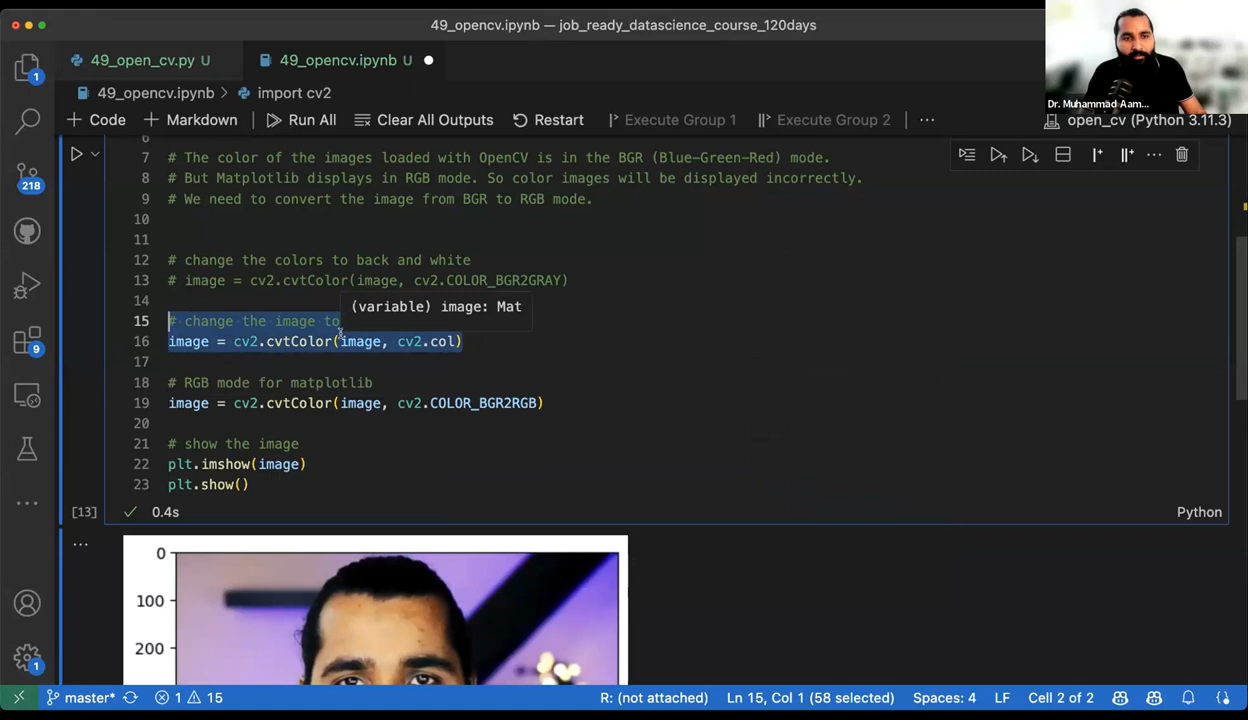 49_opencv.ipynb — job_ready_datascience_course_120days
49_open_cv.py U
49_opencv.ipynb U
49_opencv.ipynb > import cv2
Dr. Muhammad Aam...
+ Code + Markdown Run All Clear All Outputs Restart Execute Group 1 Execute Group 2 ...
open_cv (Python 3.11.3)
6
7 # The color of the images loaded with OpenCV is in the BGR (Blue-Green-Red) mode.
8 # But Matplotlib displays in RGB mode. So color images will be displayed incorrectly.
9 # We need to convert the image from BGR to RGB mode.
10
11
12 # change the colors to back and white
13 # image = cv2.cvtColor(image, cv2.COLOR_BGR2GRAY)
14
(variable) image: Mat
15 # change the image to
16 image = cv2.cvtColor(image, cv2.col)
17
18 # RGB mode for matplotlib
19 image = cv2.cvtColor(image, cv2.COLOR_BGR2RGB)
20
21 # show the image
22 plt.imshow(image)
23 plt.show()
[13] 0.4s Python
0
100
200
1
218
9
1
master* 1 15 R: (not attached) Ln 15, Col 1 (58 selected) Spaces: 4 LF Cell 2 of 2